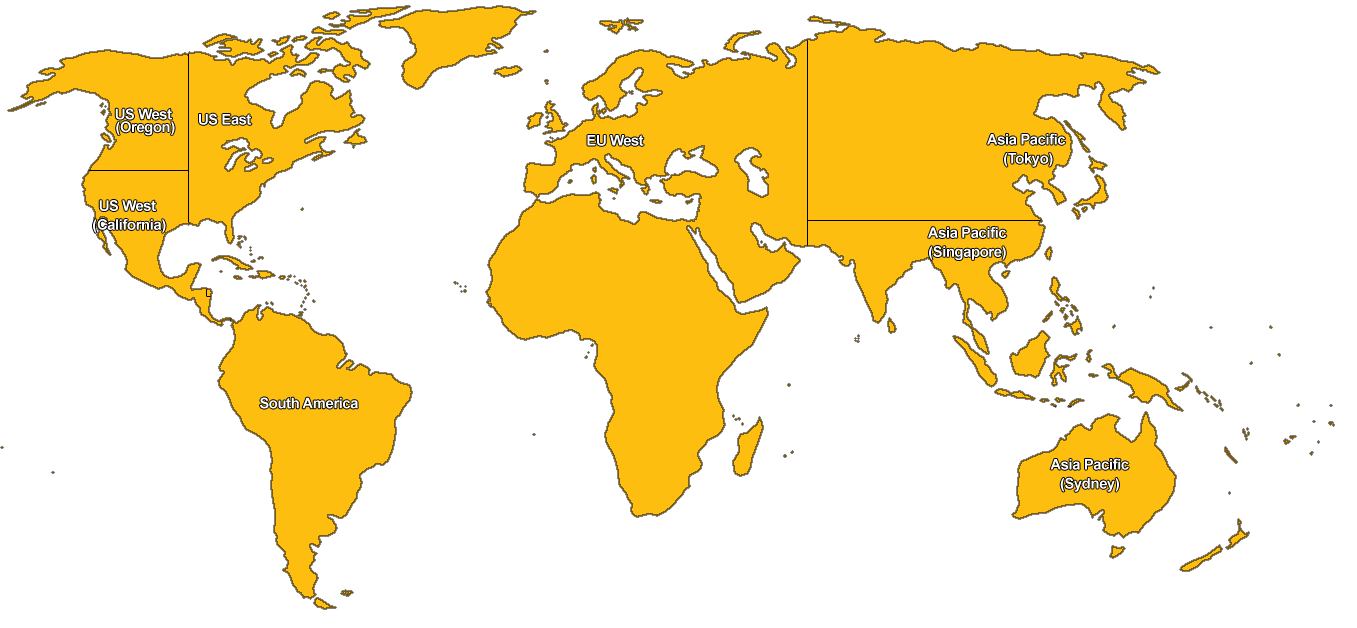 US West
(Oregon)
US East
EU West
Asia Pacific
(Tokyo)
US West
(California)
Asia Pacific
(Singapore)
South America
Asia Pacific
(Sydney)